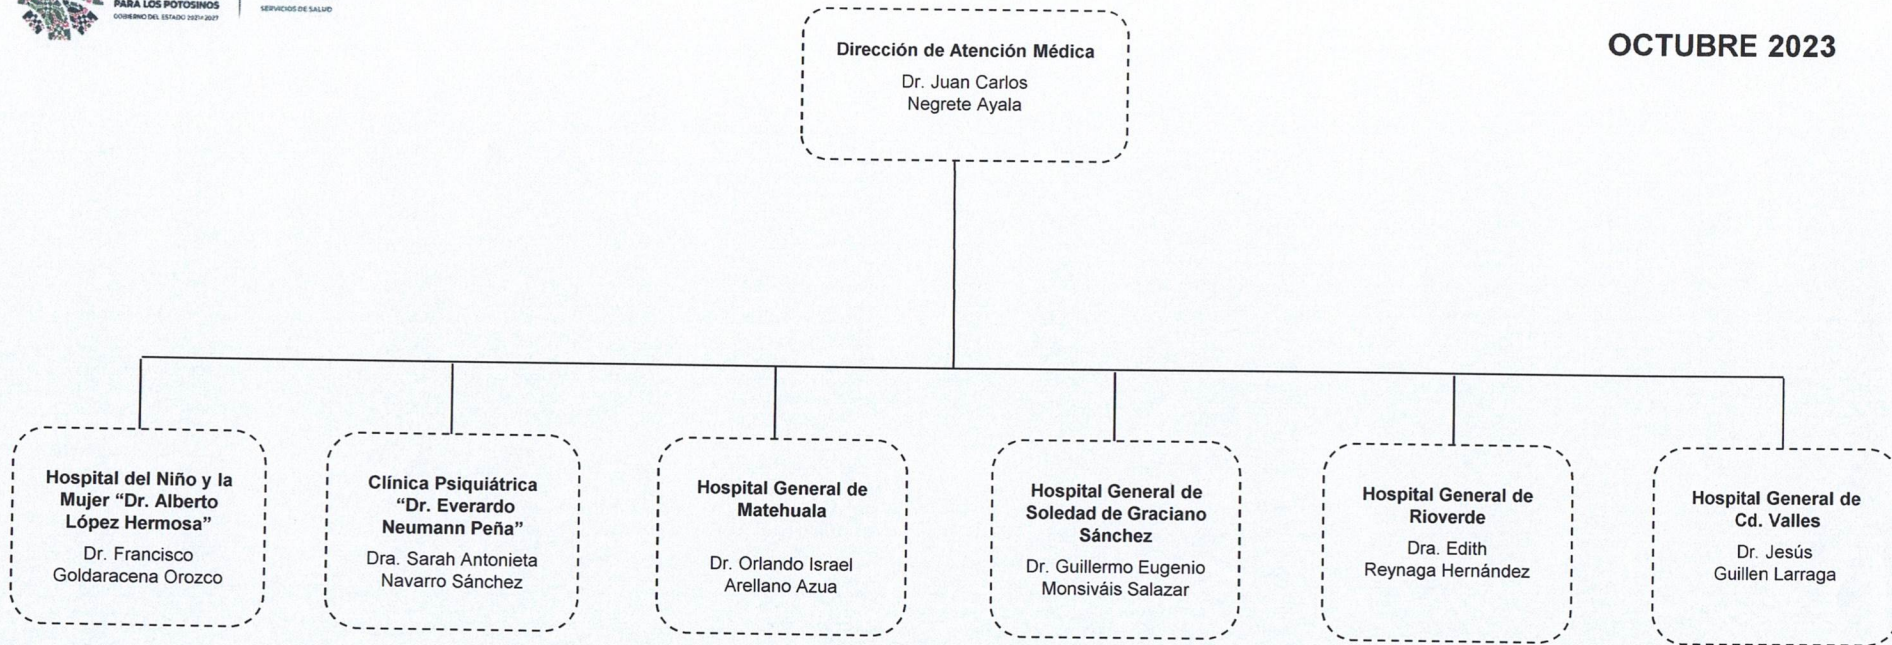 PARA LOS POTOSINOS
GOBIERNO DEL ESTADO 2021•2027
SERVICIOS DE SALUD
OCTUBRE 2023
Dirección de Atención Médica
Dr. Juan Carlos
Negrete Ayala
Hospital del Niño y la
Mujer “Dr. Alberto
López Hermosa”
Dr. Francisco
Goldaracena Orozco
Clínica Psiquiátrica
“Dr. Everardo
Neumann Peña”
Dra. Sarah Antonieta
Navarro Sánchez
Hospital General de
Matehuala
Dr. Orlando Israel
Arellano Azua
Hospital General de
Soledad de Graciano
Sánchez
Dr. Guillermo Eugenio
Monsiváis Salazar
Hospital General de
Rioverde
Dra. Edith
Reynaga Hernández
Hospital General de
Cd. Valles
Dr. Jesús
Guillen Larraga